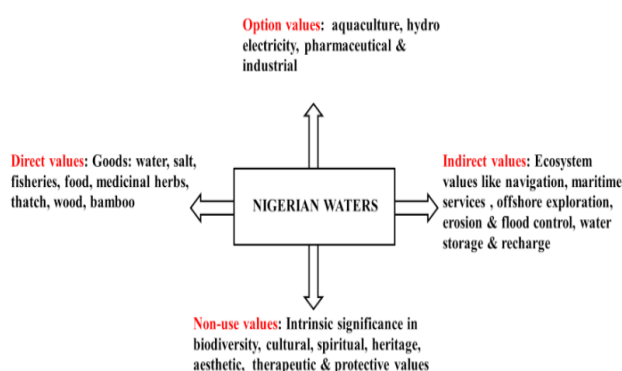 Option values: aquaculture, hydro
electricity, pharmaceutical &
industrial
Direct values: Goods: water, salt,
fisheries, food, medicinal herbs,
thatch, wood, bamboo
NIGERIAN WATERS
Indirect values: Ecosystem
values like navigation, maritime
services , offshore exploration,
erosion & flood control, water
storage & recharge
Non-use values: Intrinsic significance in
biodiversity, cultural, spiritual, heritage,
aesthetic, therapeutic & protective values